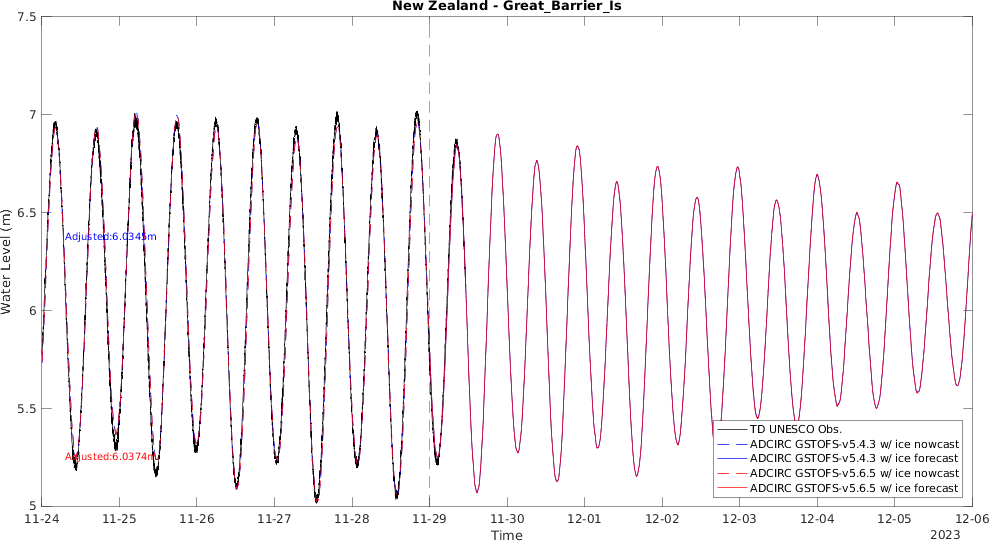 New Zealand - Great_Barrier_Is
7.5
7
6.5
6
5.5
5
Water Level (m)
Adjusted:6.0345m
Adjusted:6.0374m
TD UNESCO Obs.
ADCIRC GSTOFS-v5.4.3 w/ ice nowcast
ADCIRC GSTOFS-v5.4.3 w/ ice forecast
ADCIRC GSTOFS-v5.6.5 w/ ice nowcast
ADCIRC GSTOFS-v5.6.5 w/ ice forecast
11-24 11-25 11-26 11-27 11-28 11-29 11-30 12-01 12-02 12-03 12-04 12-05 12-06
Time
2023